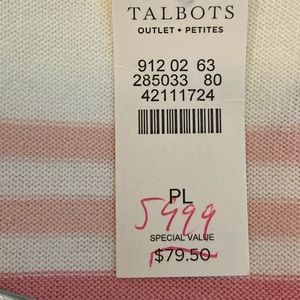 TALBOTS
OUTLET • PETITES
912 02 63
285033 80
42111724
PL
5999
SPECIAL VALUE
$79.50